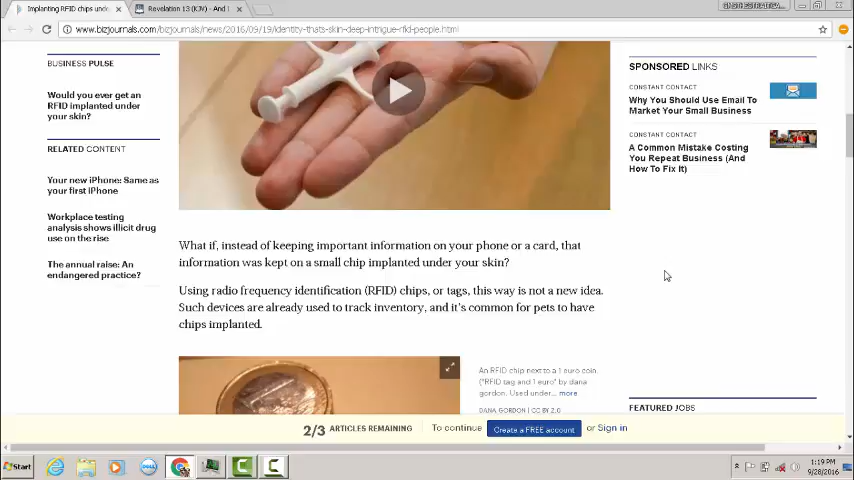 Implanting RFID chips unde
Revelation 13 (KJV) - And I
www.bizjournals.com/bizjournals/news/2016/09/19/identity-thats-skin-deep-intrigue-rfid-people.html
BUSINESS PULSE
Would you ever get an
RFID implanted under
your skin?
RELATED CONTENT
Your new iPhone: Same as
your first iPhone
Workplace testing
analysis shows illicit drug
use on the rise
The annual raise: An
endangered practice?
What if, instead of keeping important information on your phone or a card, that
information was kept on a small chip implanted under your skin?
Using radio frequency identification (RFID) chips, or tags, this way is not a new idea.
Such devices are already used to track inventory, and it's common for pets to have
chips implanted.
An RFID chip next to a 1 euro coin.
("RFID tag and 1 euro" by dana
gordon. Used under... more
DANA GORDON | CC BY 2.0
SPONSORED LINKS
CONSTANT CONTACT
Why You Should Use Email To
Market Your Small Business
CONSTANT CONTACT
A Common Mistake Costing
You Repeat Business (And
How To Fix It)
FEATURED JOBS
2/3 ARTICLES REMAINING
To continue Create a FREE account or Sign in
Start
DELL
1:19 PM
9/28/2016